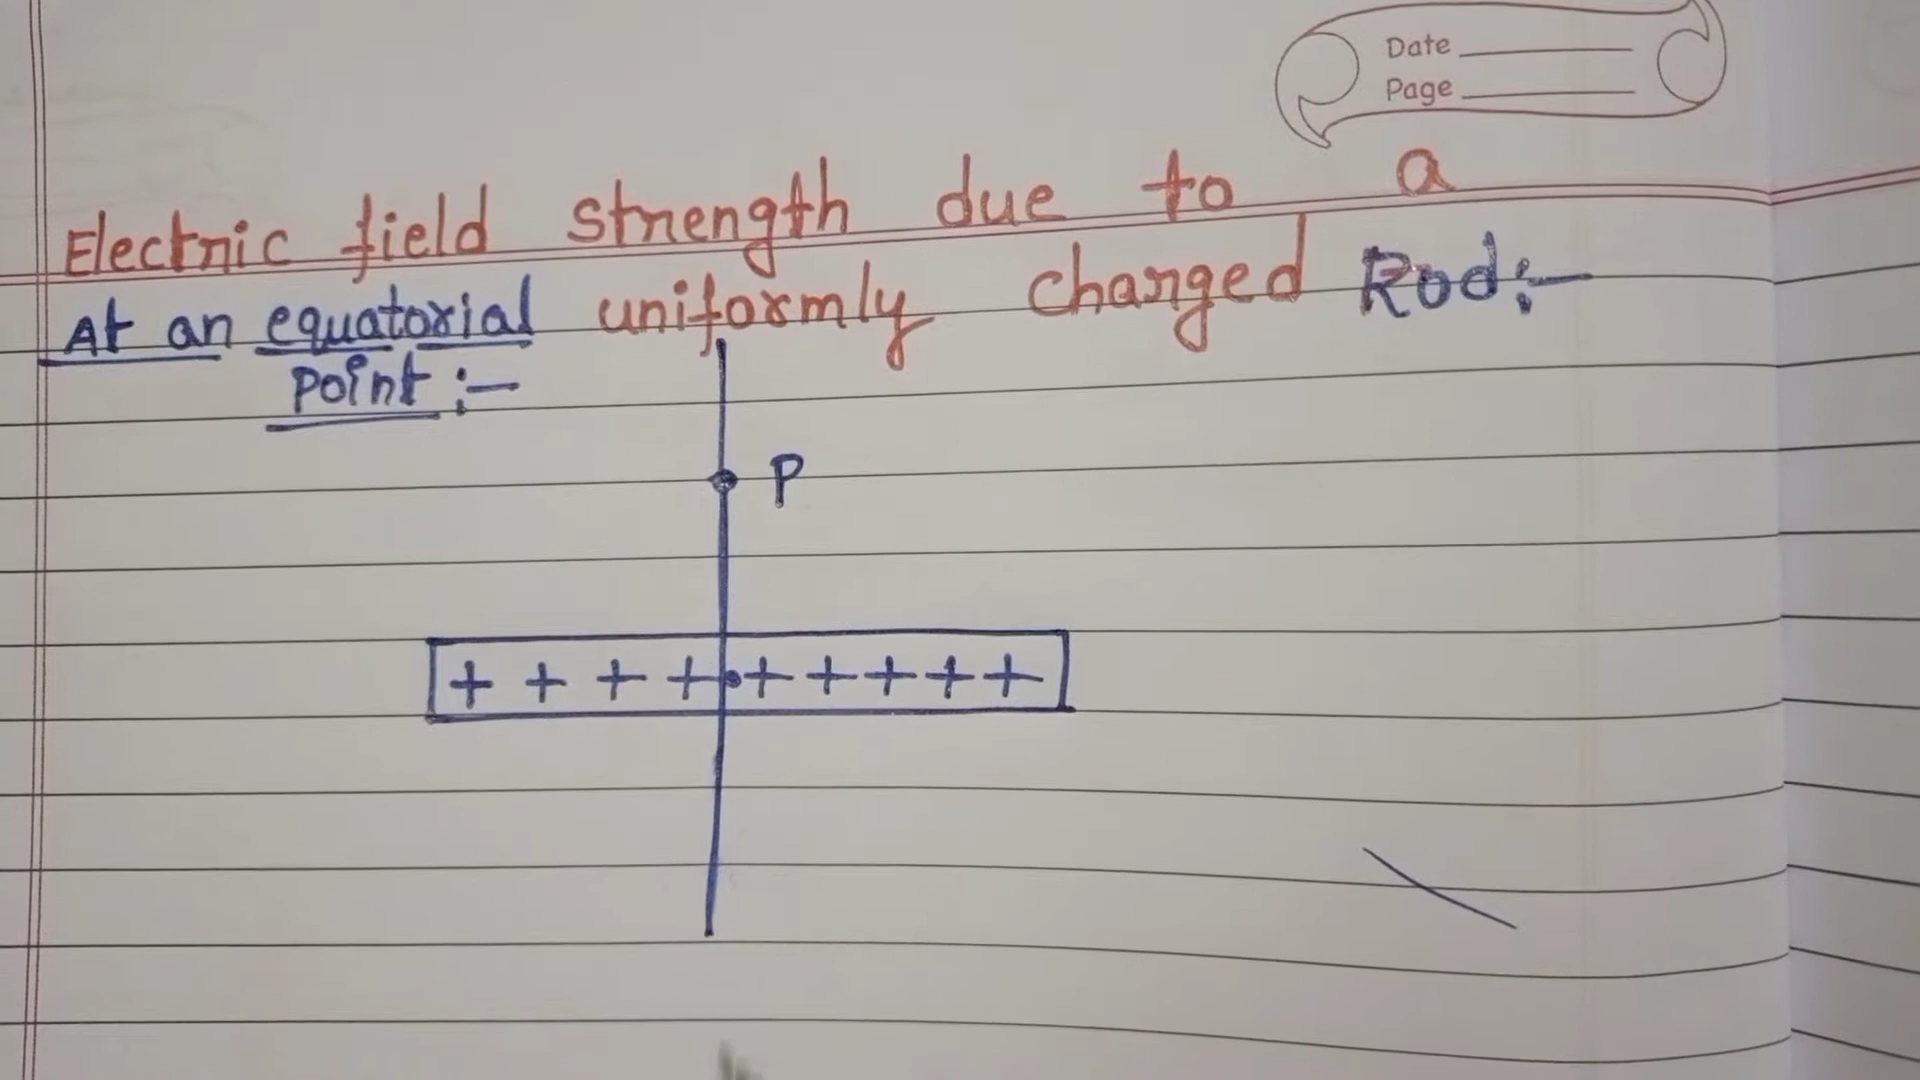 Date
Page
Electric field strength due to a
uniformly charged Rod:-
At an equatorial
point :-
P
+ + + + + + + + +